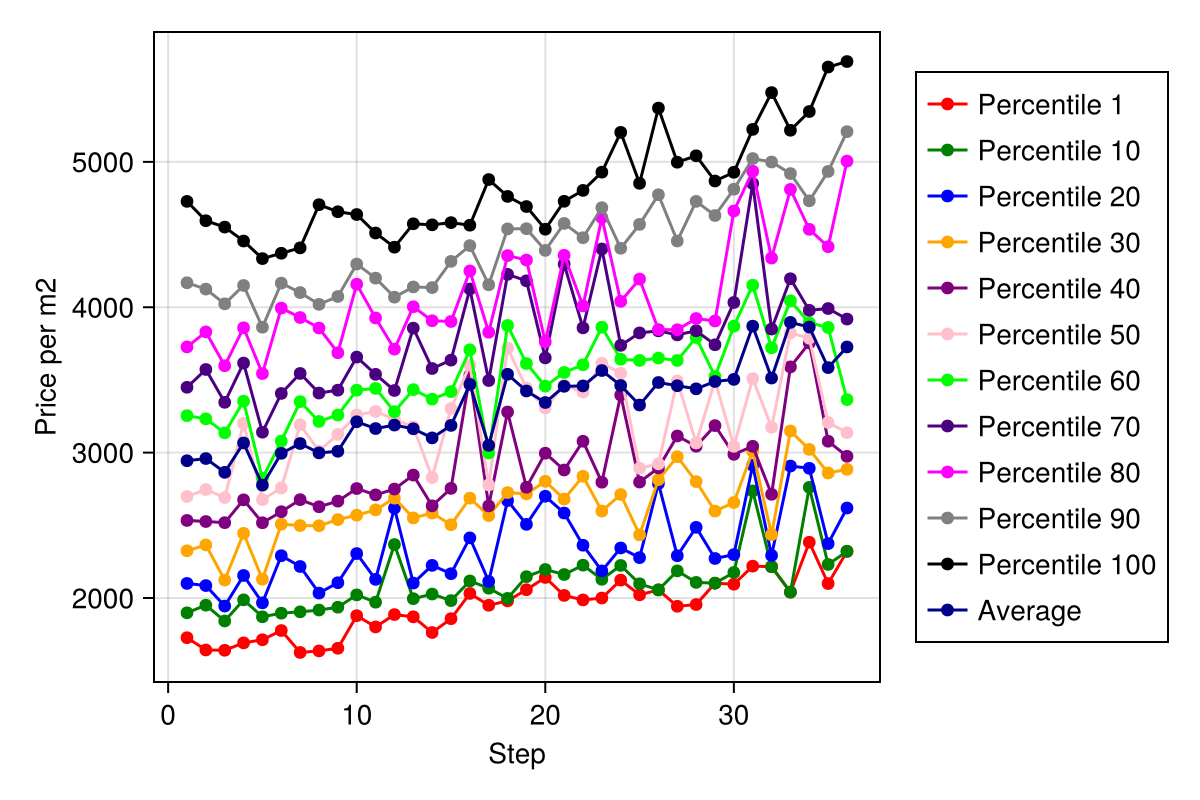 Price per m2
5000
4000
3000
2000
0
10
20
30
Step
Percentile 1
Percentile 10
Percentile 20
Percentile 30
Percentile 40
Percentile 50
Percentile 60
Percentile 70
Percentile 80
Percentile 90
Percentile 100
Average